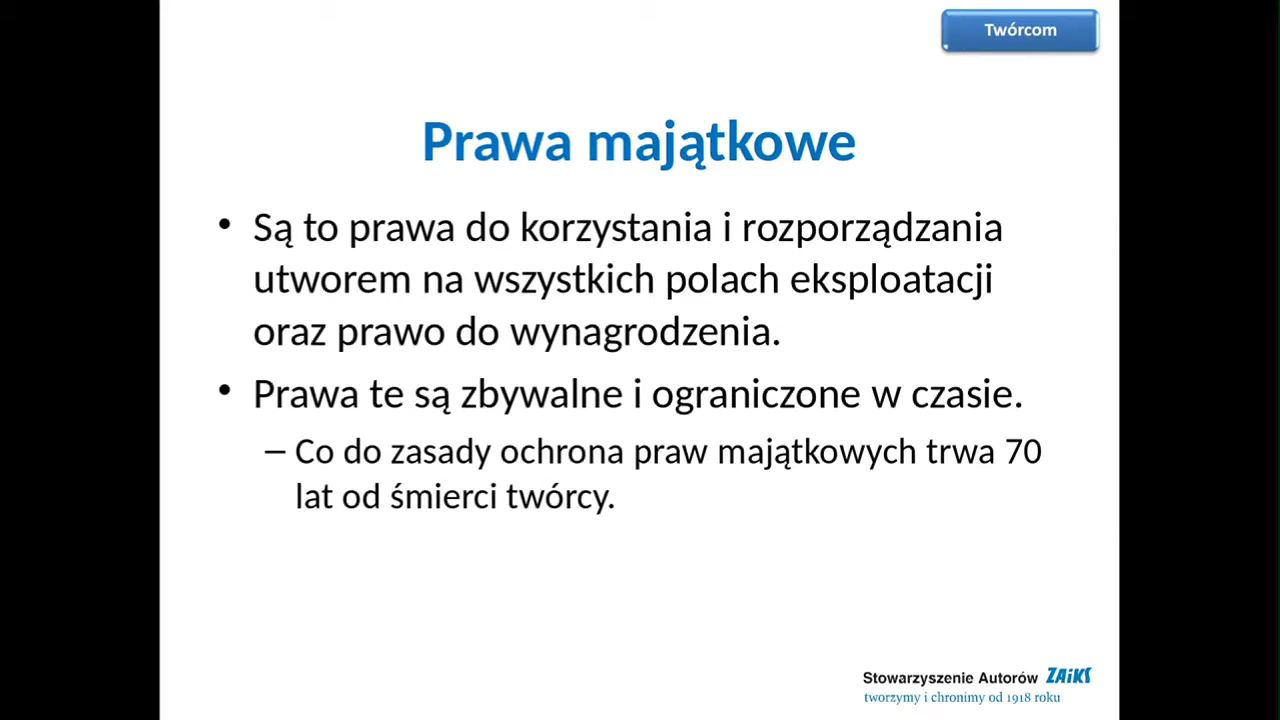 Twórcom
Prawa majątkowe
• Są to prawa do korzystania i rozporządzania
utworem na wszystkich polach eksploatacji
oraz prawo do wynagrodzenia.
• Prawa te są zbywalne i ograniczone w czasie.
– Co do zasady ochrona praw majątkowych trwa 70
lat od śmierci twórcy.
Stowarzyszenie Autorów ZAiKS
tworzymy i chronimy od 1918 roku